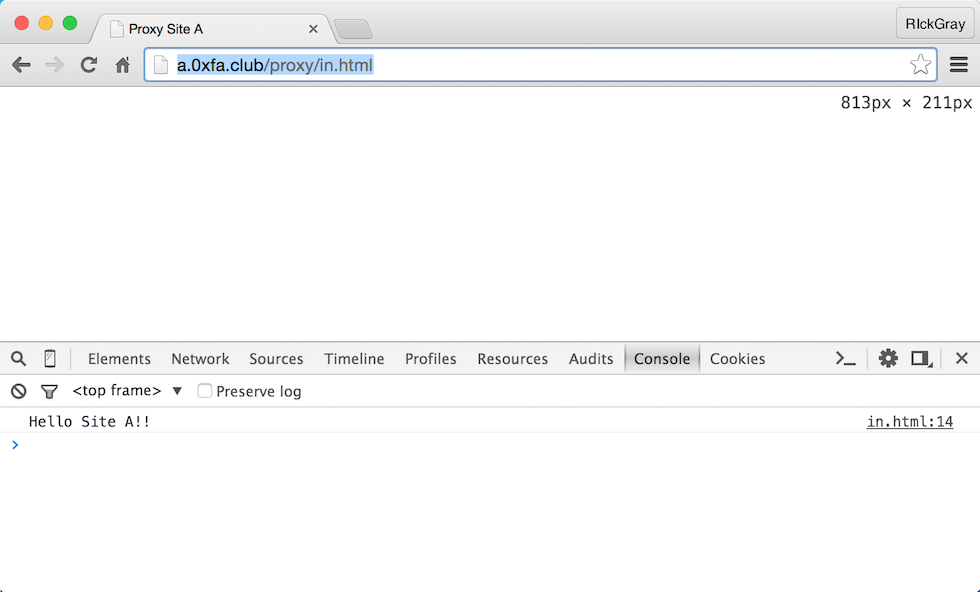 Proxy Site A
RIckGray
a.0xfa.club/proxy/in.html
813px × 211px
Elements Network Sources Timeline Profiles Resources Audits Console Cookies
<top frame> ▼ Preserve log
Hello Site A!! in.html:14